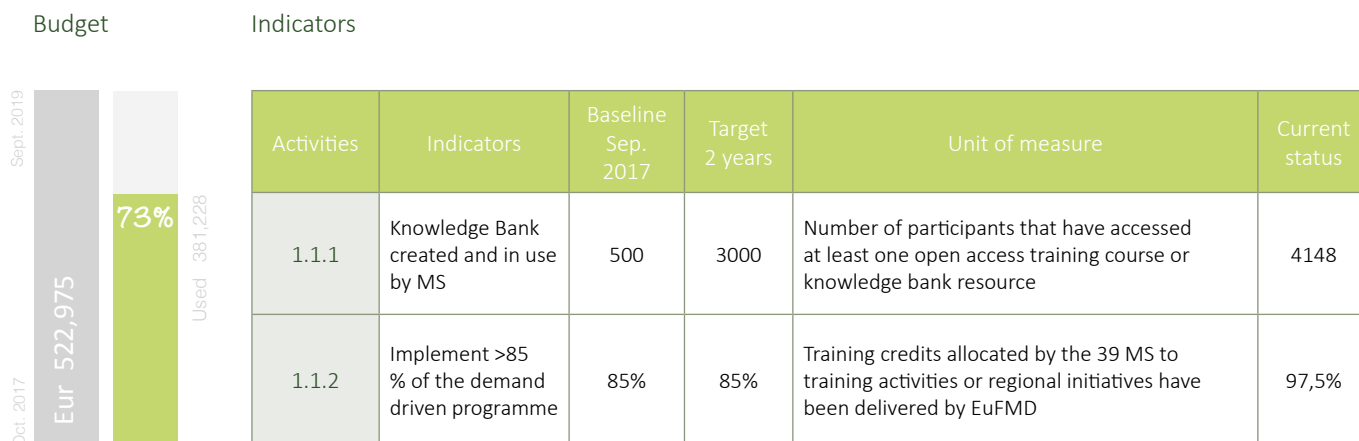 Budget
Indicators
Sept. 2019
Oct. 2017
Eur 522,975
73%
Used 381,228
Activities
Indicators
Baseline
Sep.
2017
Target
2 years
Unit of measure
Current
status
1.1.1
Knowledge Bank
created and in use
by MS
500
3000
Number of participants that have accessed
at least one open access training course or
knowledge bank resource
4148
1.1.2
Implement >85
% of the demand
driven programme
85%
85%
Training credits allocated by the 39 MS to
training activities or regional initiatives have
been delivered by EuFMD
97,5%